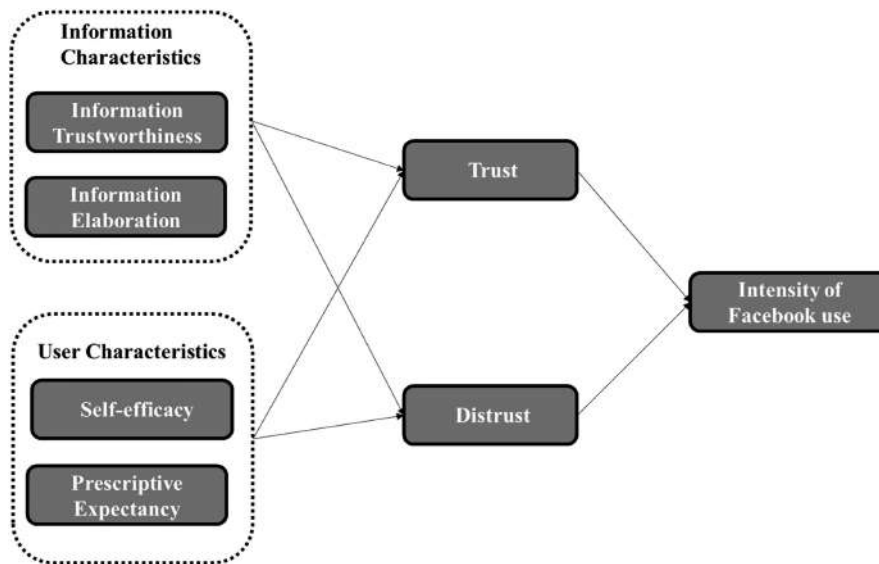 Information
Characteristics
Information
Trustworthiness
Information
Elaboration
User Characteristics
Self-efficacy
Prescriptive
Expectancy
Trust
Distrust
Intensity of
Facebook use